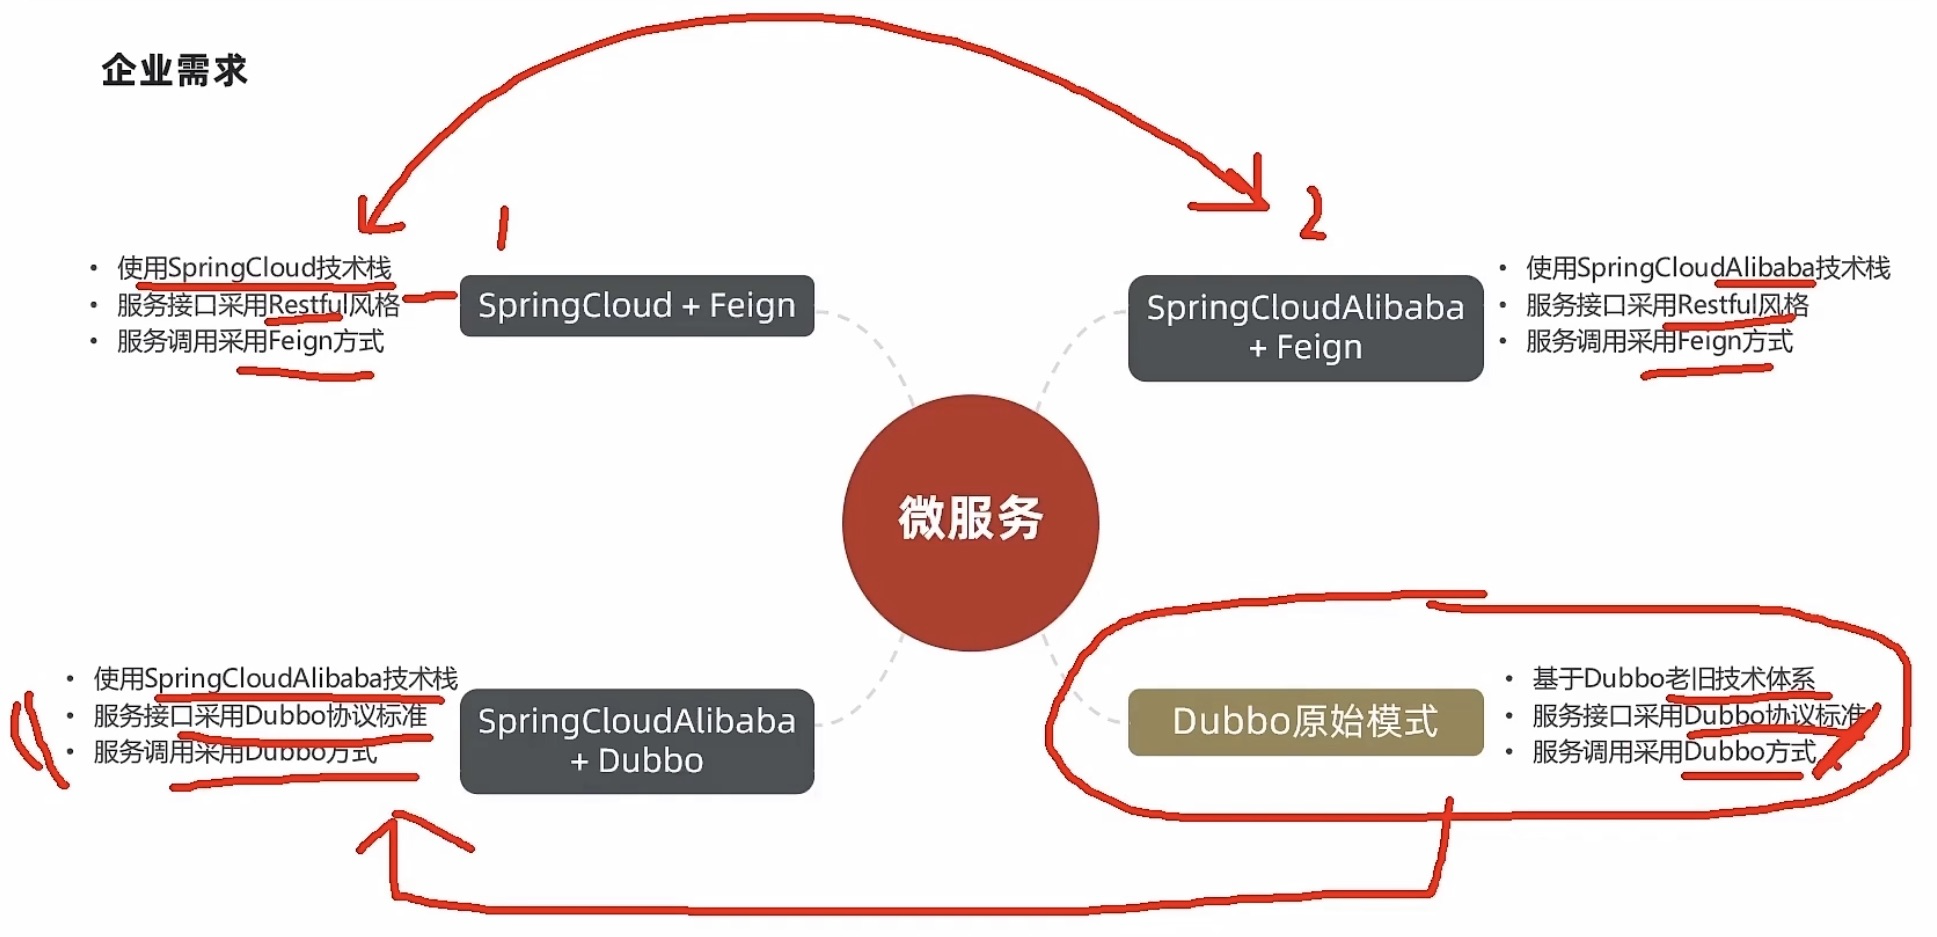 企业需求
1
2
• 使用SpringCloud技术栈
• 服务接口采用Restful风格
• 服务调用采用Feign方式
SpringCloud + Feign
SpringCloudAlibaba
+ Feign
• 使用SpringCloudAlibaba技术栈
• 服务接口采用Restful风格
• 服务调用采用Feign方式
微服务
• 使用SpringCloudAlibaba技术栈
• 服务接口采用Dubbo协议标准
• 服务调用采用Dubbo方式
SpringCloudAlibaba
+ Dubbo
Dubbo原始模式
• 基于Dubbo老旧技术体系
• 服务接口采用Dubbo协议标准
• 服务调用采用Dubbo方式